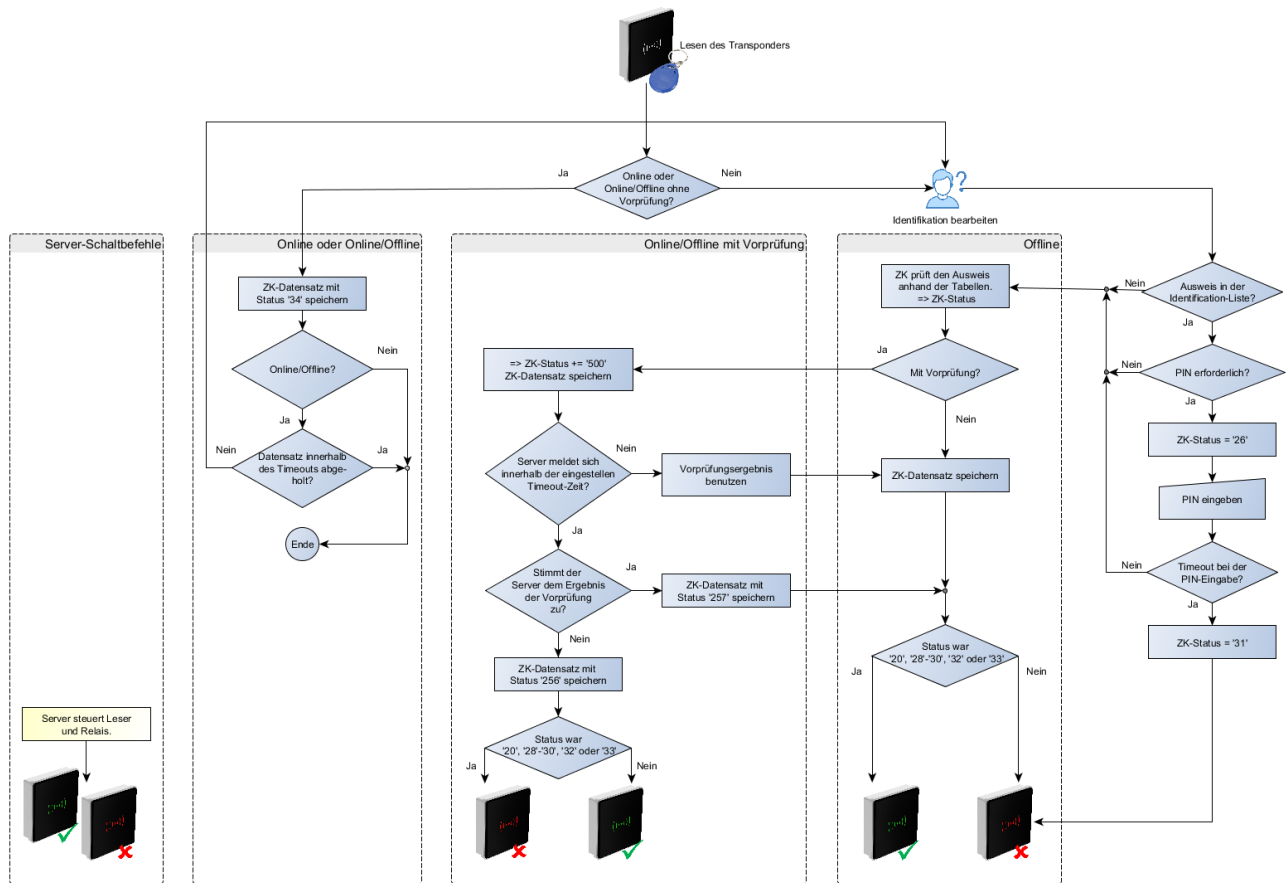 Lesen des Transponders
Ja
Online oder
Online/Offline ohne
Vorprüfung?
Nein
Identifikation bearbeiten
Server-Schaltbefehle
Server steuert Leser
und Relais.
Online oder Online/Offline
ZK-Datensatz mit
Status '34' speichern
Online/Offline?
Nein
Ja
Nein
Datensatz innerhalb
des Timeouts abge-
holt?
Ja
Ende
Online/Offline mit Vorprüfung
=> ZK-Status += '500'
ZK-Datensatz speichern
Server meldet sich
innerhalb der eingestellen
Timeout-Zeit?
Nein
Vorprüfungsergebnis
benutzen
Ja
Stimmt der
Server dem Ergebnis
der Vorprüfung
zu?
Ja
ZK-Datensatz mit
Status '257' speichern
Nein
ZK-Datensatz mit
Status '256' speichern
Status war
'20', '28'-'30', '32' oder '33'
Ja
Nein
Offline
ZK prüft den Ausweis
anhand der Tabellen.
=> ZK-Status
Ja
Mit Vorprüfung?
Nein
ZK-Datensatz speichern
Status war
'20', '28'-'30', '32' oder '33'
Ja
Nein
Nein
Ausweis in der
Identification-Liste?
Ja
Nein
PIN erforderlich?
Ja
ZK-Status = '26'
PIN eingeben
Nein
Timeout bei der
PIN-Eingabe?
Ja
ZK-Status = '31'